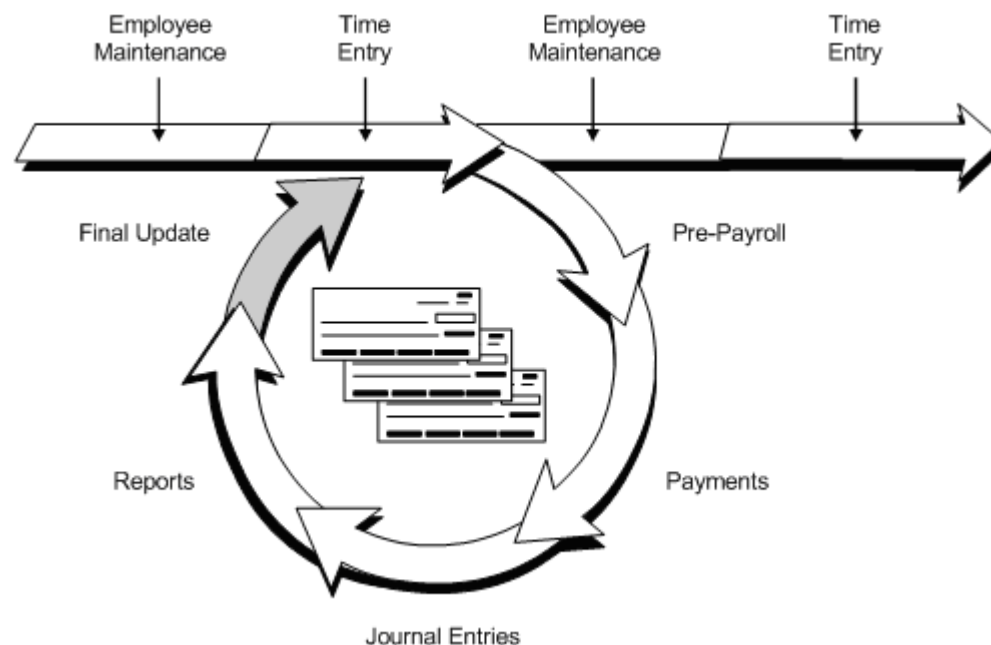 Employee
Maintenance
Time
Entry
Employee
Maintenance
Time
Entry
Final Update
Pre-Payroll
Reports
Payments
Journal Entries